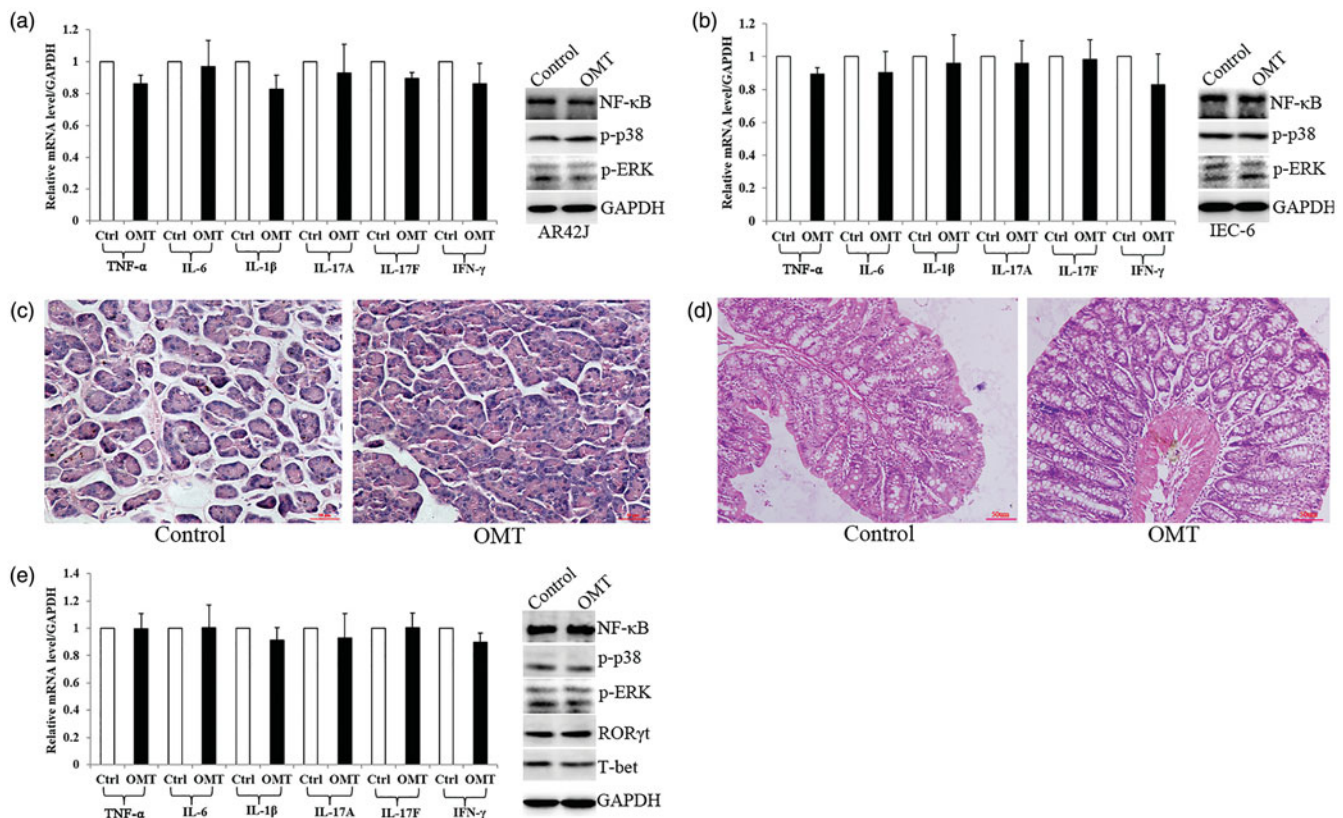 (a)
Relative mRNA level/GAPDH
1.2
1
0.8
0.6
0.4
0.2
0
Ctrl OMT Ctrl OMT Ctrl OMT Ctrl OMT Ctrl OMT Ctrl OMT
TNF-α IL-6 IL-1β IL-17A IL-17F IFN-γ
Control OMT
NF-κB
p-p38
p-ERK
GAPDH
AR42J
(b)
Relative mRNA level/GAPDH
1.2
1
0.8
0.6
0.4
0.2
0
Ctrl OMT Ctrl OMT Ctrl OMT Ctrl OMT Ctrl OMT Ctrl OMT
TNF-α IL-6 IL-1β IL-17A IL-17F IFN-γ
Control OMT
NF-κB
p-p38
p-ERK
GAPDH
IEC-6
(c)
Control OMT
(d)
50um
Control OMT
(e)
Relative mRNA level/GAPDH
1.4
1.2
1
0.8
0.6
0.4
0.2
0
Ctrl OMT Ctrl OMT Ctrl OMT Ctrl OMT Ctrl OMT Ctrl OMT
TNF-α IL-6 IL-1β IL-17A IL-17F IFN-γ
Control OMT
NF-κB
p-p38
p-ERK
RORγt
T-bet
GAPDH